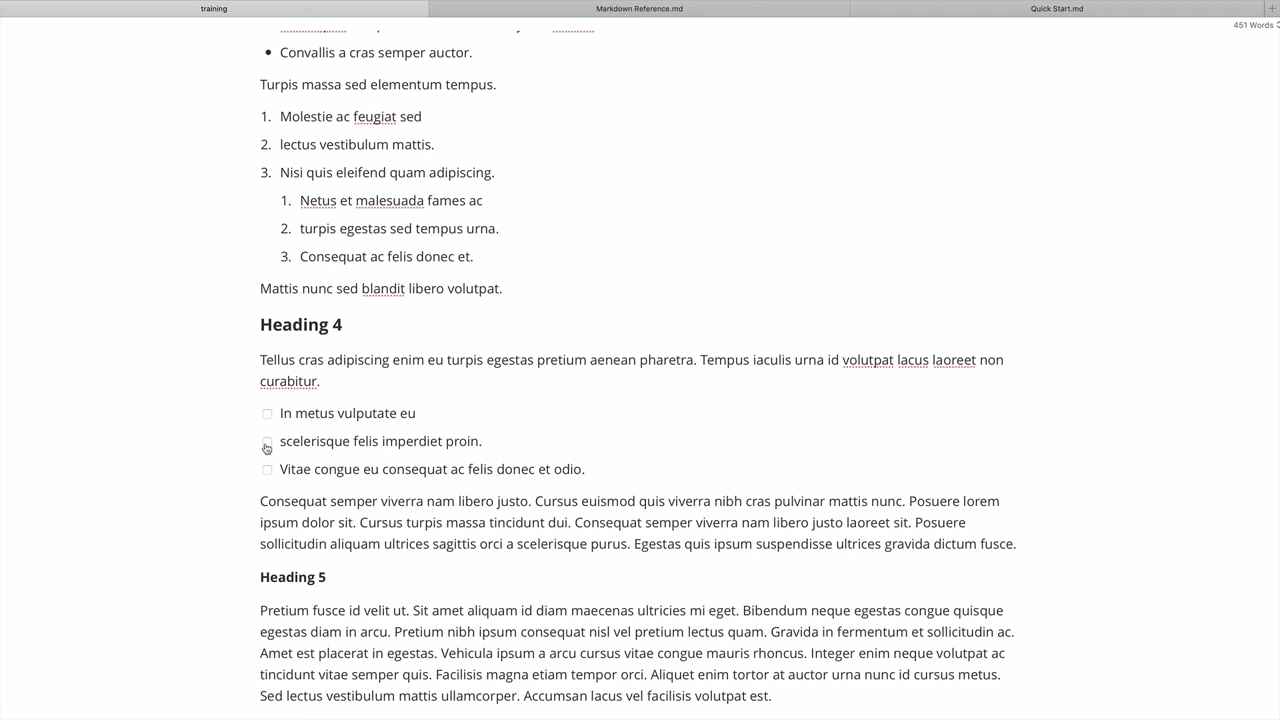 training
Markdown Reference.md
Quick Start.md
451 Words
Convallis a cras semper auctor.
Turpis massa sed elementum tempus.
1. Molestie ac feugiat sed
2. lectus vestibulum mattis.
3. Nisi quis eleifend quam adipiscing.
1. Netus et malesuada fames ac
2. turpis egestas sed tempus urna.
3. Consequat ac felis donec et.
Mattis nunc sed blandit libero volutpat.
Heading 4
Tellus cras adipiscing enim eu turpis egestas pretium aenean pharetra. Tempus iaculis urna id volutpat lacus laoreet non
curabitur.
In metus vulputate eu
scelerisque felis imperdiet proin.
Vitae congue eu consequat ac felis donec et odio.
Consequat semper viverra nam libero justo. Cursus euismod quis viverra nibh cras pulvinar mattis nunc. Posuere lorem
ipsum dolor sit. Cursus turpis massa tincidunt dui. Consequat semper viverra nam libero justo laoreet sit. Posuere
sollicitudin aliquam ultrices sagittis orci a scelerisque purus. Egestas quis ipsum suspendisse ultrices gravida dictum fusce.
Heading 5
Pretium fusce id velit ut. Sit amet aliquam id diam maecenas ultricies mi eget. Bibendum neque egestas congue quisque
egestas diam in arcu. Pretium nibh ipsum consequat nisl vel pretium lectus quam. Gravida in fermentum et sollicitudin ac.
Amet est placerat in egestas. Vehicula ipsum a arcu cursus vitae congue mauris rhoncus. Integer enim neque volutpat ac
tincidunt vitae semper quis. Facilisis magna etiam tempor orci. Aliquet enim tortor at auctor urna nunc id cursus metus.
Sed lectus vestibulum mattis ullamcorper. Accumsan lacus vel facilisis volutpat est.